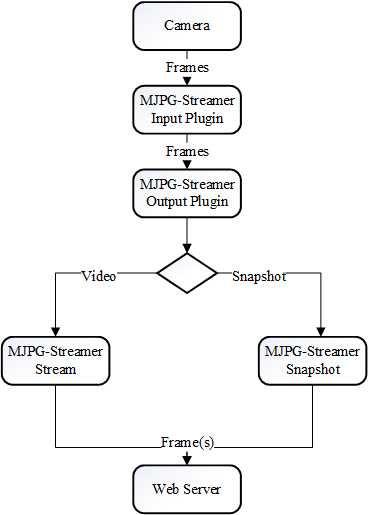 Camera
Frames
MJPG-Streamer
Input Plugin
Frames
MJPG-Streamer
Output Plugin
Video
Snapshot
MJPG-Streamer
Stream
MJPG-Streamer
Snapshot
Frame(s)
Web Server